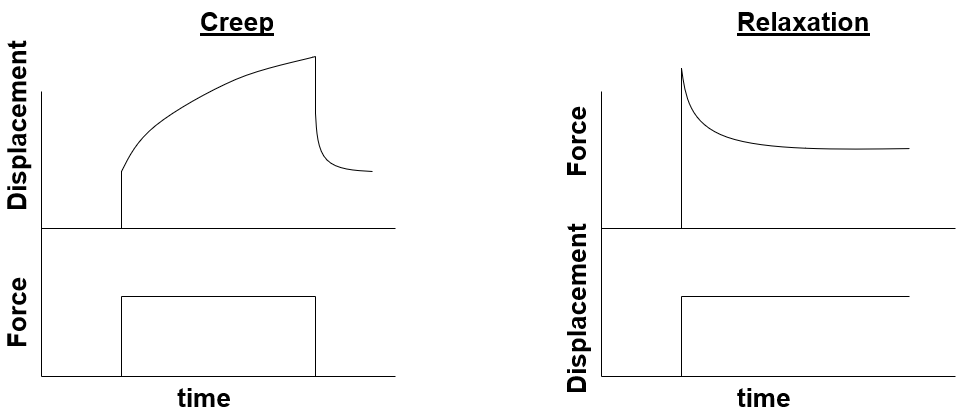 Creep
Displacement
Force
time
Relaxation
Force
Displacement
time